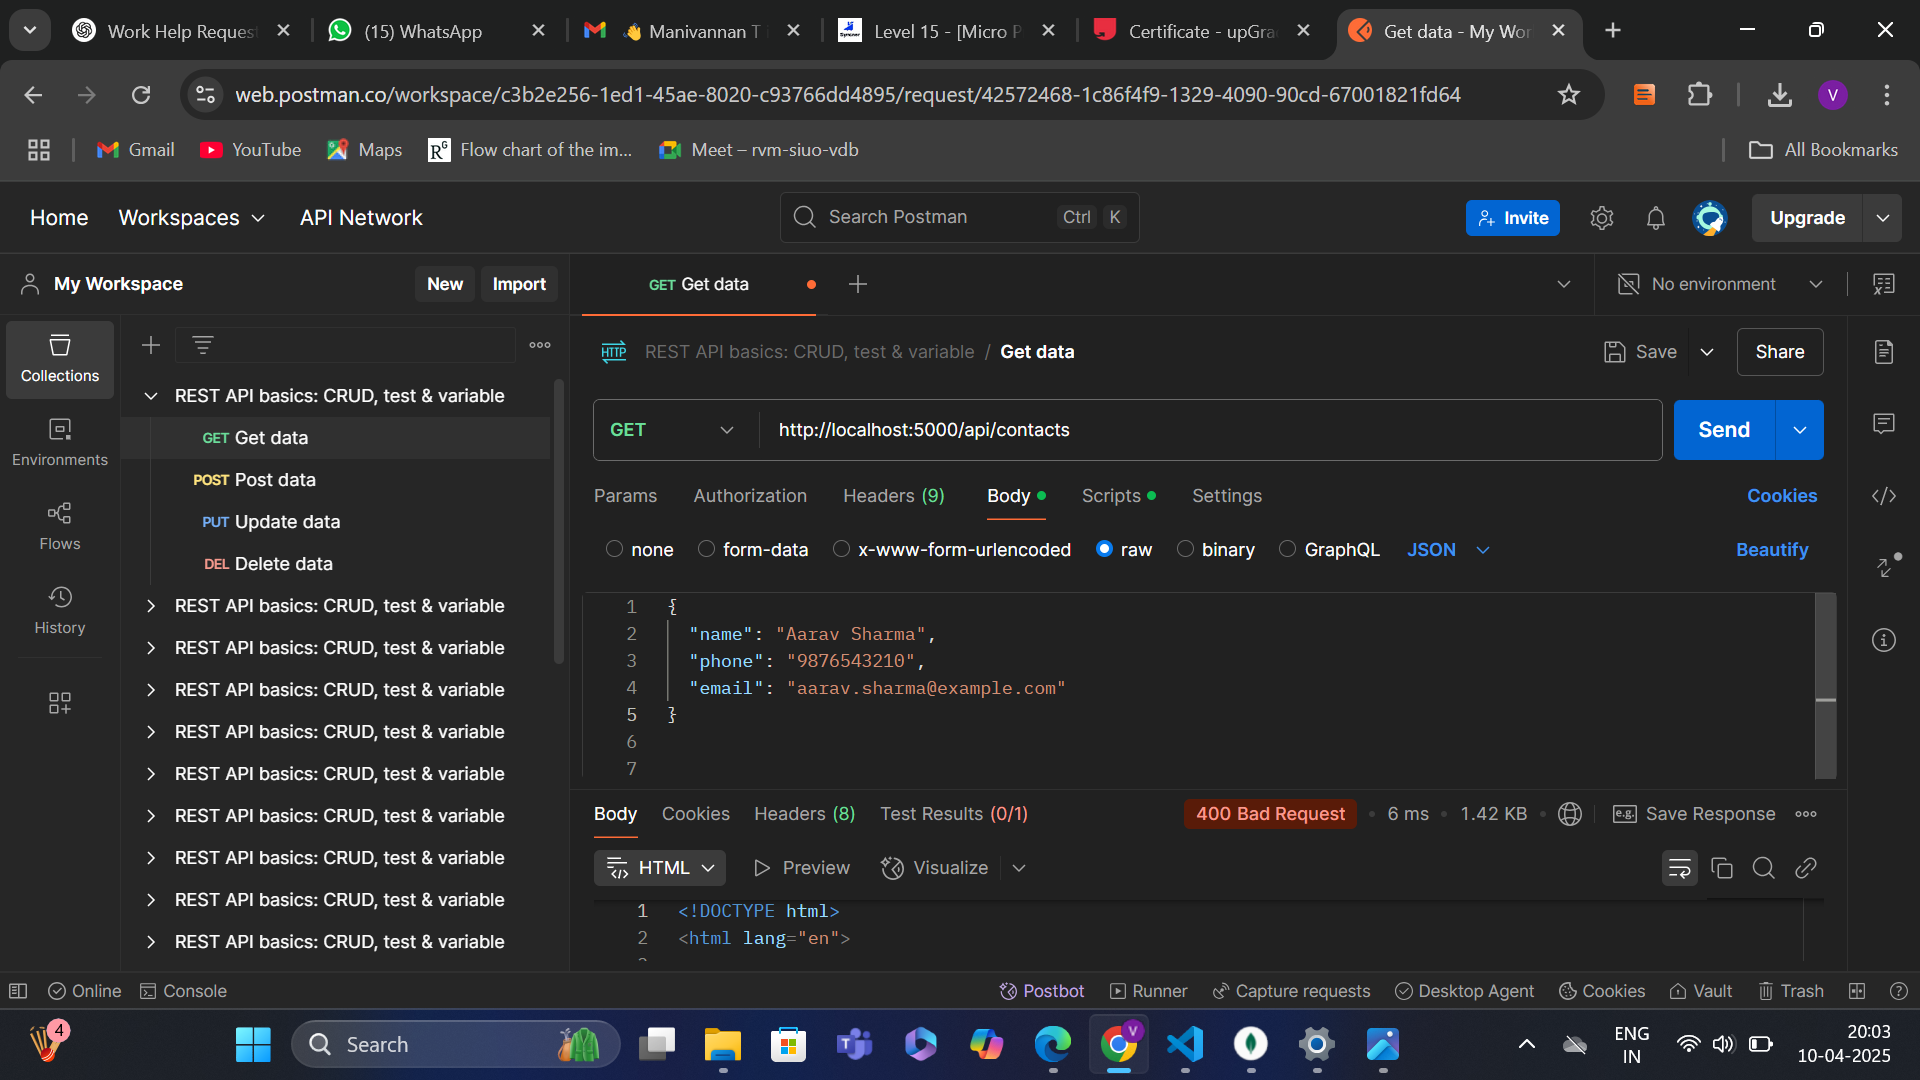 Work Help Reques
(15) WhatsApp
Manivannan T i
Level 15 - [Micro P
Certificate - upGra
Get data - My Wor
web.postman.co/workspace/c3b2e256-1ed1-45ae-8020-c93766dd4895/request/42572468-1c86f4f9-1329-4090-90cd-67001821fd64
V
Gmail
YouTube
Maps
Flow chart of the im...
Meet – rvm-siuo-vdb
All Bookmarks
Home Workspaces API Network
Search Postman Ctrl K
Invite
Upgrade
My Workspace New Import
GET Get data
No environment
Collections
Environments
Flows
History
REST API basics: CRUD, test & variable
GET Get data
POST Post data
PUT Update data
DEL Delete data
REST API basics: CRUD, test & variable
REST API basics: CRUD, test & variable
REST API basics: CRUD, test & variable
REST API basics: CRUD, test & variable
REST API basics: CRUD, test & variable
REST API basics: CRUD, test & variable
REST API basics: CRUD, test & variable
REST API basics: CRUD, test & variable
REST API basics: CRUD, test & variable
HTTP REST API basics: CRUD, test & variable / Get data
Save Share
GET http://localhost:5000/api/contacts Send
Params Authorization Headers (9) Body Scripts Settings Cookies
none form-data x-www-form-urlencoded raw binary GraphQL JSON Beautify
1 {
2 "name": "Aarav Sharma",
3 "phone": "9876543210",
4 "email": "aarav.sharma@example.com"
5 }
6
7
Body Cookies Headers (8) Test Results (0/1) 400 Bad Request • 6 ms • 1.42 KB • e.g. Save Response
HTML Preview Visualize
1 <!DOCTYPE html>
2 <html lang="en">
Online Console Postbot Runner Capture requests Desktop Agent Cookies Vault Trash
4
Search
V
ENG
IN
20:03
10-04-2025